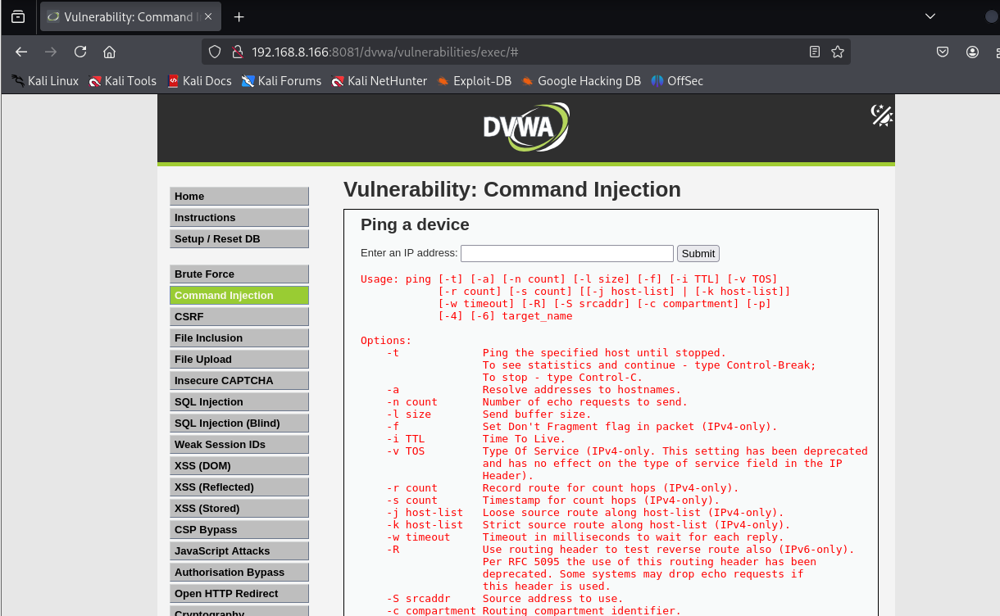 Vulnerability: Command I
192.168.8.166:8081/dvwa/vulnerabilities/exec/#
Kali Linux Kali Tools Kali Docs Kali Forums Kali NetHunter Exploit-DB Google Hacking DB OffSec
DVWA
Home
Instructions
Setup / Reset DB
Brute Force
Command Injection
CSRF
File Inclusion
File Upload
Insecure CAPTCHA
SQL Injection
SQL Injection (Blind)
Weak Session IDs
XSS (DOM)
XSS (Reflected)
XSS (Stored)
CSP Bypass
JavaScript Attacks
Authorisation Bypass
Open HTTP Redirect
Cryptography
Vulnerability: Command Injection
Ping a device
Enter an IP address: Submit
Usage: ping [-t] [-a] [-n count] [-l size] [-f] [-i TTL] [-v TOS]
[-r count] [-s count] [[-j host-list] | [-k host-list]]
[-w timeout] [-R] [-S srcaddr] [-c compartment] [-p]
[-4] [-6] target_name
Options:
-t Ping the specified host until stopped.
To see statistics and continue - type Control-Break;
To stop - type Control-C.
-a Resolve addresses to hostnames.
-n count Number of echo requests to send.
-l size Send buffer size.
-f Set Don't Fragment flag in packet (IPv4-only).
-i TTL Time To Live.
-v TOS Type Of Service (IPv4-only. This setting has been deprecated
and has no effect on the type of service field in the IP
Header).
-r count Record route for count hops (IPv4-only).
-s count Timestamp for count hops (IPv4-only).
-j host-list Loose source route along host-list (IPv4-only).
-k host-list Strict source route along host-list (IPv4-only).
-w timeout Timeout in milliseconds to wait for each reply.
-R Use routing header to test reverse route also (IPv6-only).
Per RFC 5095 the use of this routing header has been
deprecated. Some systems may drop echo requests if
this header is used.
-S srcaddr Source address to use.
-c compartment Routing compartment identifier.